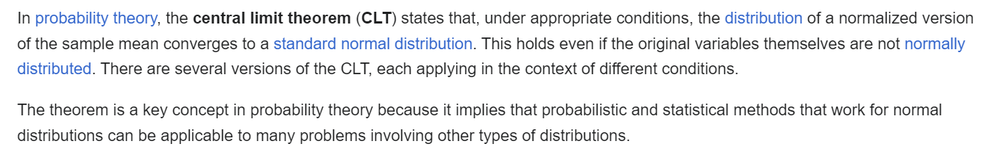 In probability theory, the central limit theorem (CLT) states that, under appropriate conditions, the distribution of a normalized version
of the sample mean converges to a standard normal distribution. This holds even if the original variables themselves are not normally
distributed. There are several versions of the CLT, each applying in the context of different conditions.
The theorem is a key concept in probability theory because it implies that probabilistic and statistical methods that work for normal
distributions can be applicable to many problems involving other types of distributions.